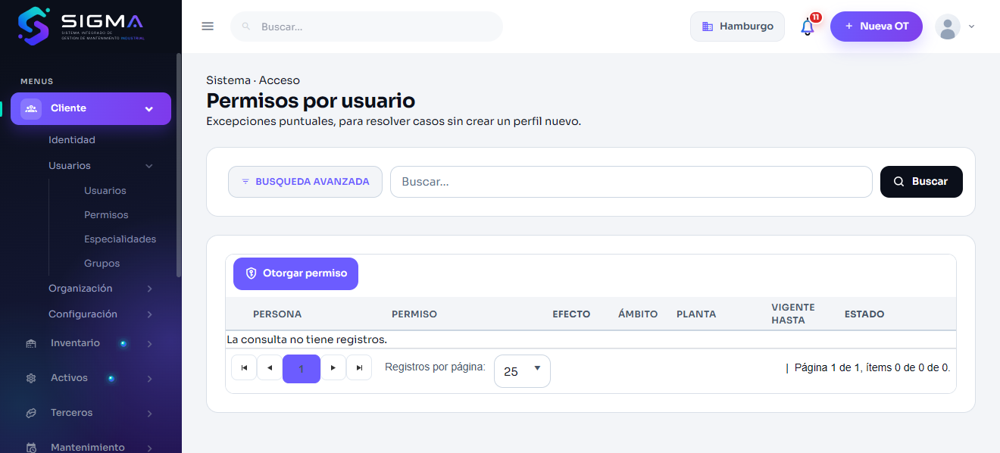 SIGMA
SISTEMA INTEGRADO DE
GESTION DE MANTENIMIENTO INDUSTRIAL
Buscar...
Hamburgo
11
+ Nueva OT
MENUS
Cliente
Identidad
Usuarios
Usuarios
Permisos
Especialidades
Grupos
Organización
Configuración
Inventario
Activos
Terceros
Mantenimiento
Sistema · Acceso
Permisos por usuario
Excepciones puntuales, para resolver casos sin crear un perfil nuevo.
BUSQUEDA AVANZADA
Buscar...
Buscar
Otorgar permiso
PERSONA PERMISO EFECTO ÁMBITO PLANTA VIGENTE HASTA ESTADO
La consulta no tiene registros.
1 Registros por página: 25 | Página 1 de 1, ítems 0 de 0 de 0.